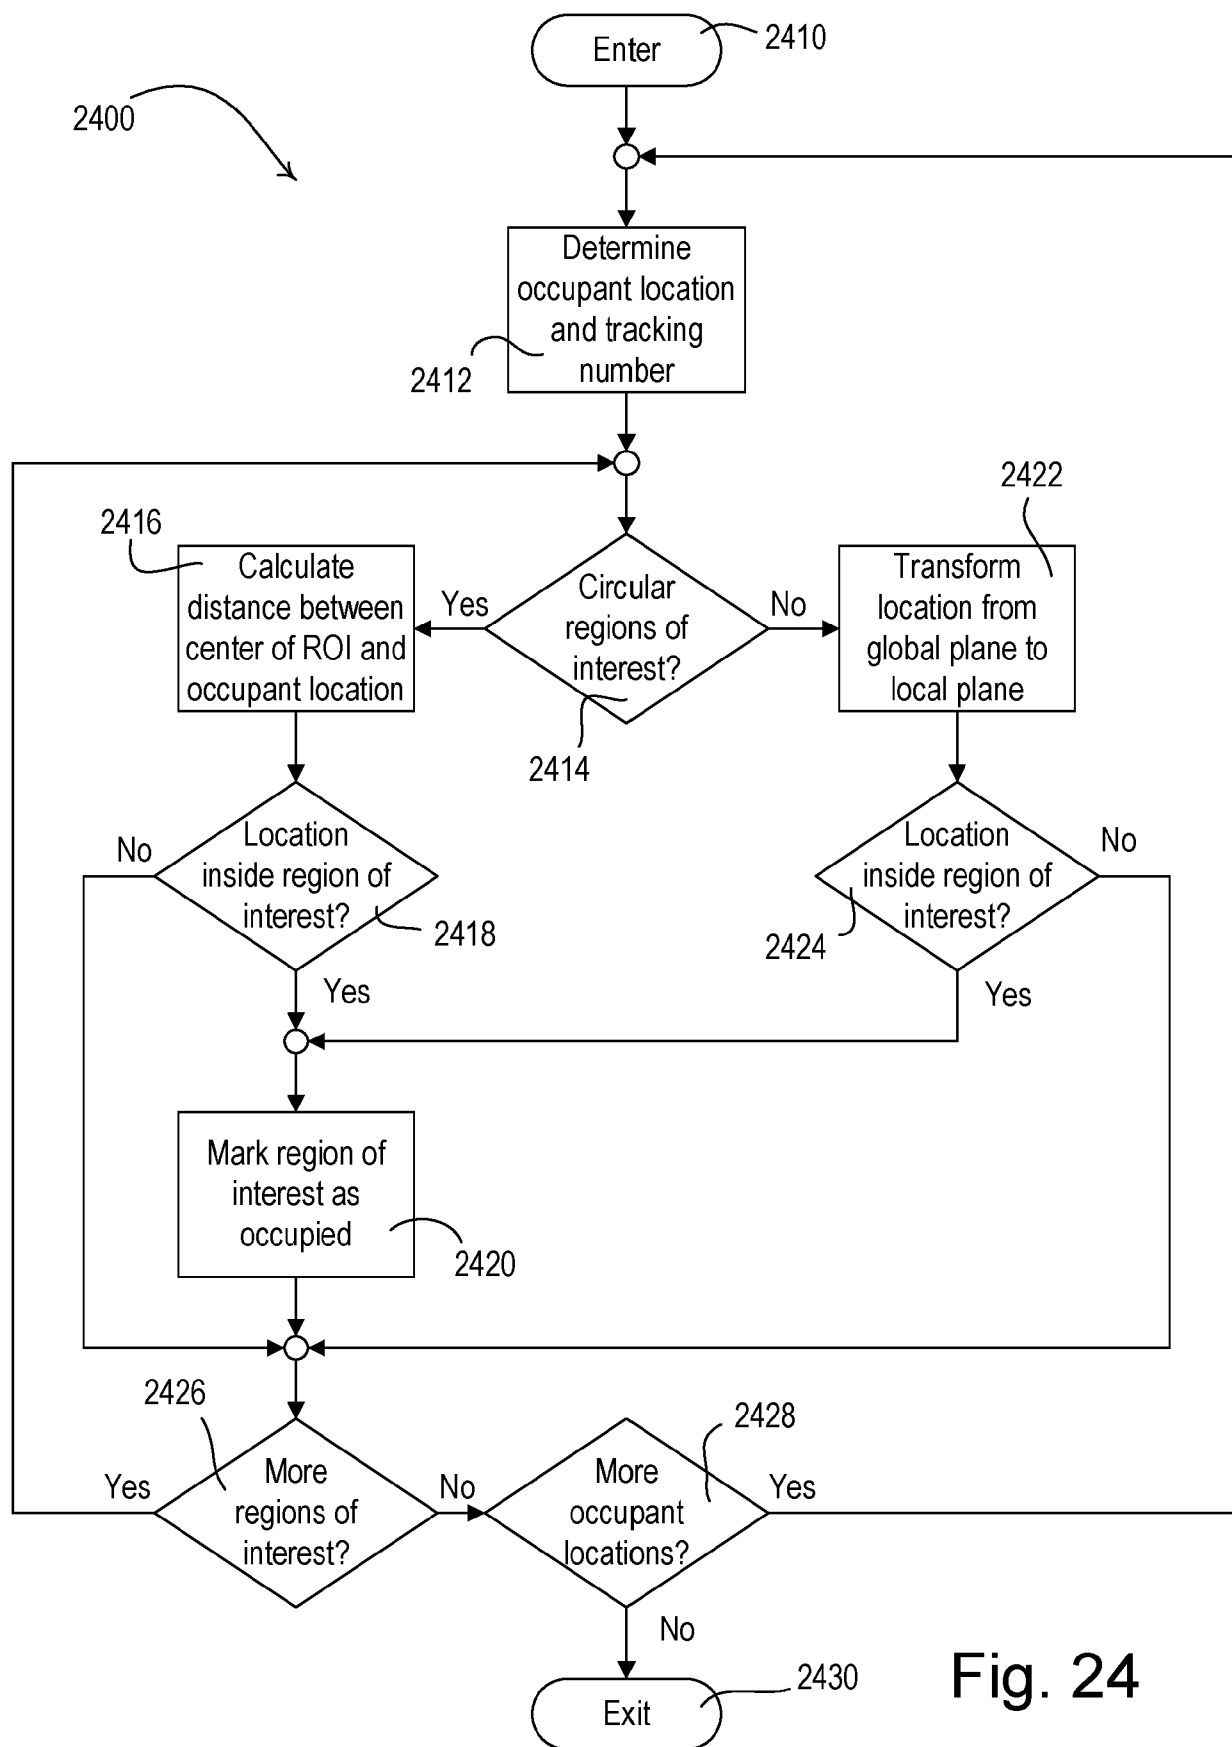 Enter
2410
2400
Determine
occupant location
and tracking
number
2412
2422
2416
Calculate
distance between
center of ROI and
occupant location
Yes
Circular
regions of
interest?
No
Transform
location from
global plane to
local plane
2414
No
Location
inside region of
interest?
2418
Location
inside region of
interest?
No
2424
Yes
Yes
Mark region of
interest as
occupied
2420
2426
2428
Yes
More
regions of
interest?
No
More
occupant
locations?
Yes
No
2430
Exit
Fig. 24